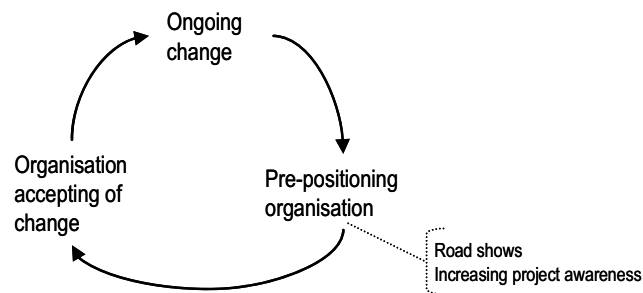 Ongoing
change
Organisation
accepting of
change
Pre-positioning
organisation
Road shows
Increasing project awareness